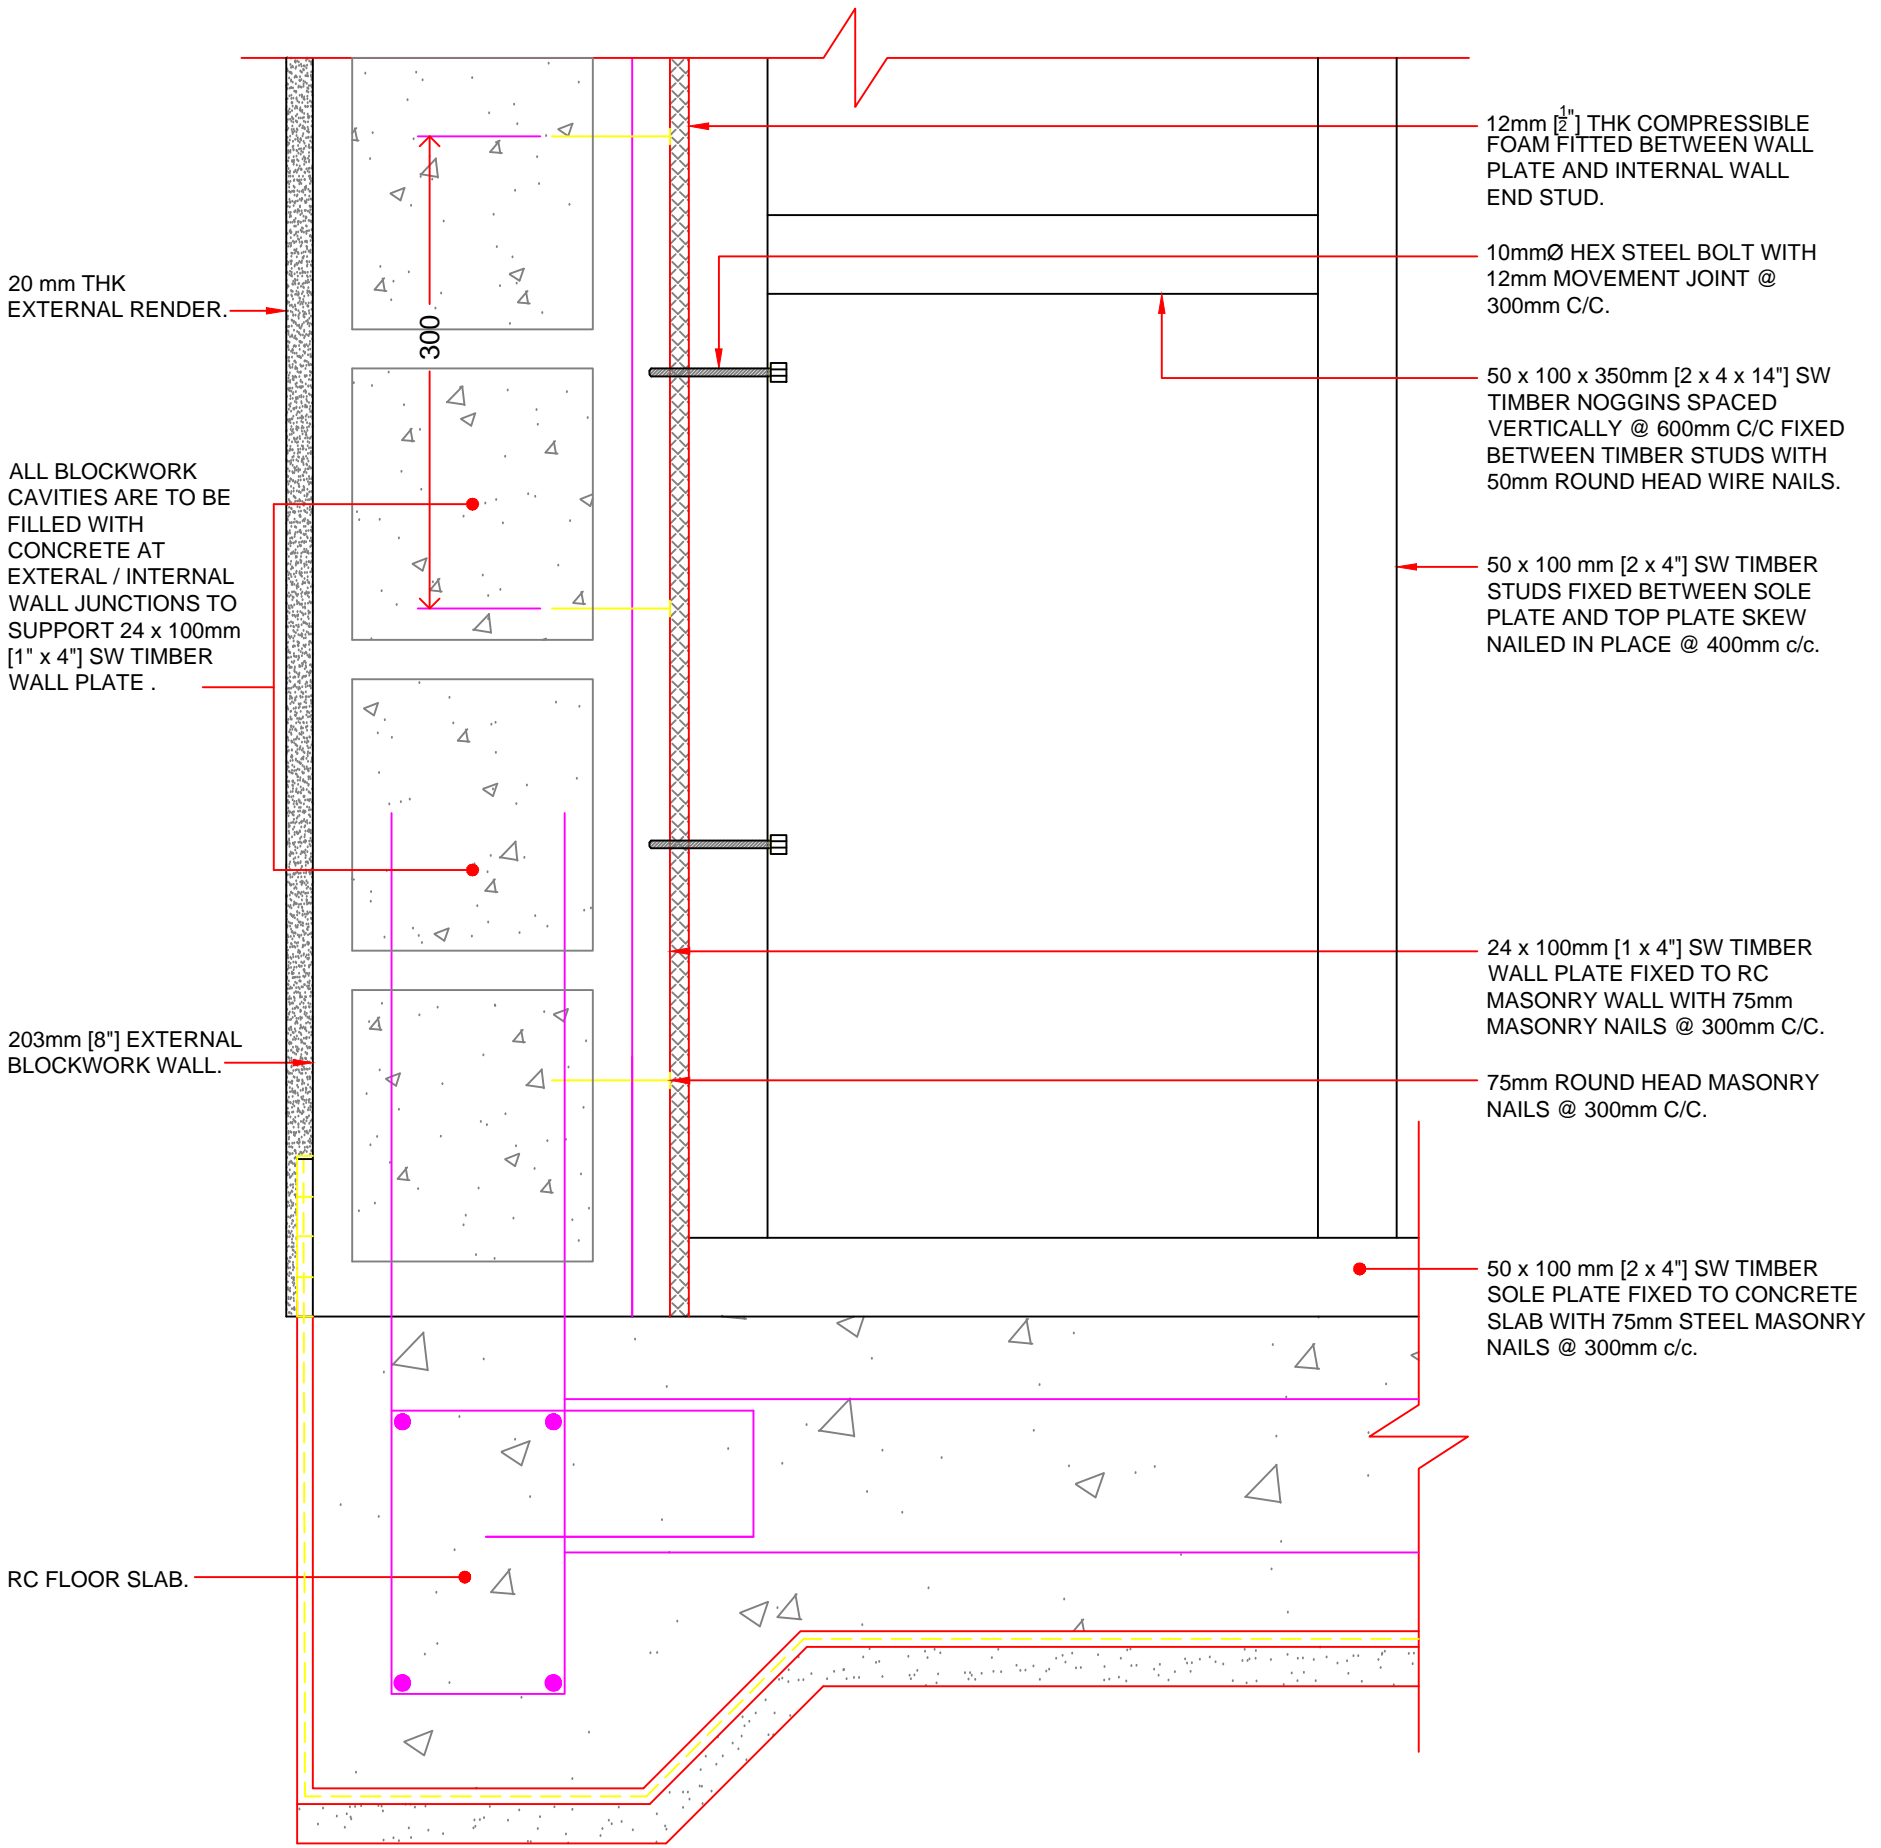 20 mm THK
EXTERNAL RENDER.
ALL BLOCKWORK
CAVITIES ARE TO BE
FILLED WITH
CONCRETE AT
EXTERAL / INTERNAL
WALL JUNCTIONS TO
SUPPORT 24 x 100mm
[1" x 4"] SW TIMBER
WALL PLATE .
203mm [8"] EXTERNAL
BLOCKWORK WALL.
RC FLOOR SLAB.
300
12mm [½"] THK COMPRESSIBLE
FOAM FITTED BETWEEN WALL
PLATE AND INTERNAL WALL
END STUD.
10mmØ HEX STEEL BOLT WITH
12mm MOVEMENT JOINT @
300mm C/C.
50 x 100 x 350mm [2 x 4 x 14"] SW
TIMBER NOGGINS SPACED
VERTICALLY @ 600mm C/C FIXED
BETWEEN TIMBER STUDS WITH
50mm ROUND HEAD WIRE NAILS.
50 x 100 mm [2 x 4"] SW TIMBER
STUDS FIXED BETWEEN SOLE
PLATE AND TOP PLATE SKEW
NAILED IN PLACE @ 400mm c/c.
24 x 100mm [1 x 4"] SW TIMBER
WALL PLATE FIXED TO RC
MASONRY WALL WITH 75mm
MASONRY NAILS @ 300mm C/C.
75mm ROUND HEAD MASONRY
NAILS @ 300mm C/C.
50 x 100 mm [2 x 4"] SW TIMBER
SOLE PLATE FIXED TO CONCRETE
SLAB WITH 75mm STEEL MASONRY
NAILS @ 300mm c/c.